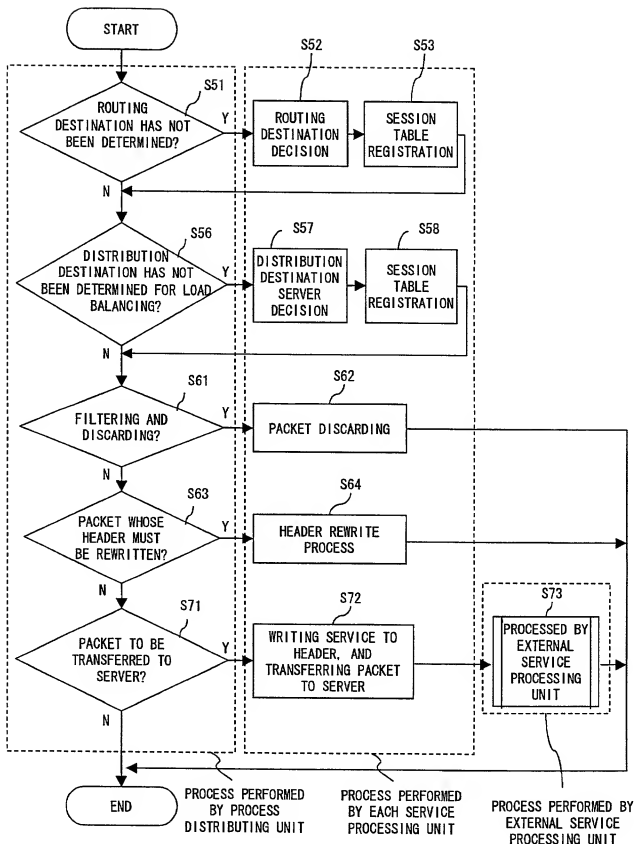 START
S51
ROUTING
DESTINATION HAS NOT
BEEN DETERMINED?
Y
N
S52
ROUTING
DESTINATION
DECISION
S53
SESSION
TABLE
REGISTRATION
S56
DISTRIBUTION
DESTINATION HAS NOT
BEEN DETERMINED FOR LOAD
BALANCING?
Y
N
S57
DISTRIBUTION
DESTINATION
SERVER
DECISION
S58
SESSION
TABLE
REGISTRATION
S61
FILTERING AND
DISCARDING?
Y
N
S62
PACKET DISCARDING
S63
PACKET WHOSE
HEADER MUST
BE REWRITTEN?
Y
N
S64
HEADER REWRITE
PROCESS
S71
PACKET TO BE
TRANSFERRED TO
SERVER?
Y
N
S72
WRITING SERVICE TO
HEADER, AND
TRANSFERRING PACKET
TO SERVER
S73
PROCESSED BY
EXTERNAL
SERVICE
PROCESSING
UNIT
END
PROCESS PERFORMED
BY PROCESS
DISTRIBUTING UNIT
PROCESS PERFORMED
BY EACH SERVICE
PROCESSING UNIT
PROCESS PERFORMED BY
EXTERNAL SERVICE
PROCESSING UNIT